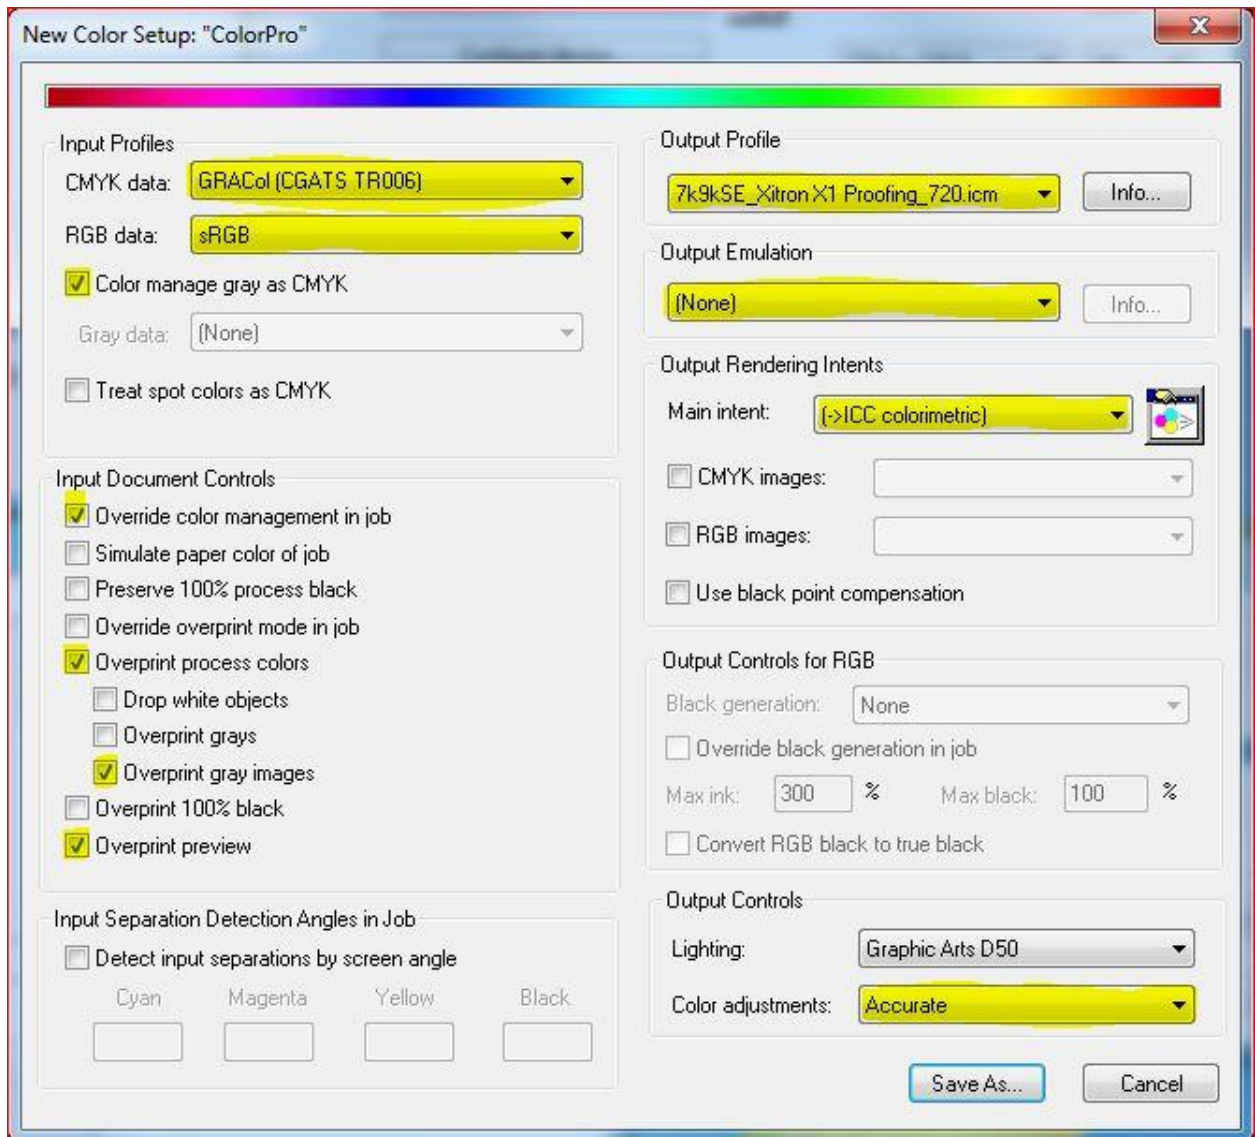 New Color Setup: "ColorPro"
Input Profiles
CMYK data: GRACol (CGATS TR006)
RGB data: sRGB
Color manage gray as CMYK
Gray data: (None)
Treat spot colors as CMYK
Input Document Controls
Override color management in job
Simulate paper color of job
Preserve 100% process black
Override overprint mode in job
Overprint process colors
Drop white objects
Overprint grays
Overprint gray images
Overprint 100% black
Overprint preview
Input Separation Detection Angles in Job
Detect input separations by screen angle
Cyan Magenta Yellow Black
Output Profile
7k9kSE_Xitron X1 Proofing_720.icm Info...
Output Emulation
(None) Info...
Output Rendering Intents
Main intent: (->ICC colorimetric)
CMYK images:
RGB images:
Use black point compensation
Output Controls for RGB
Black generation: None
Override black generation in job
Max ink: 300 % Max black: 100 %
Convert RGB black to true black
Output Controls
Lighting: Graphic Arts D50
Color adjustments: Accurate
Save As... Cancel